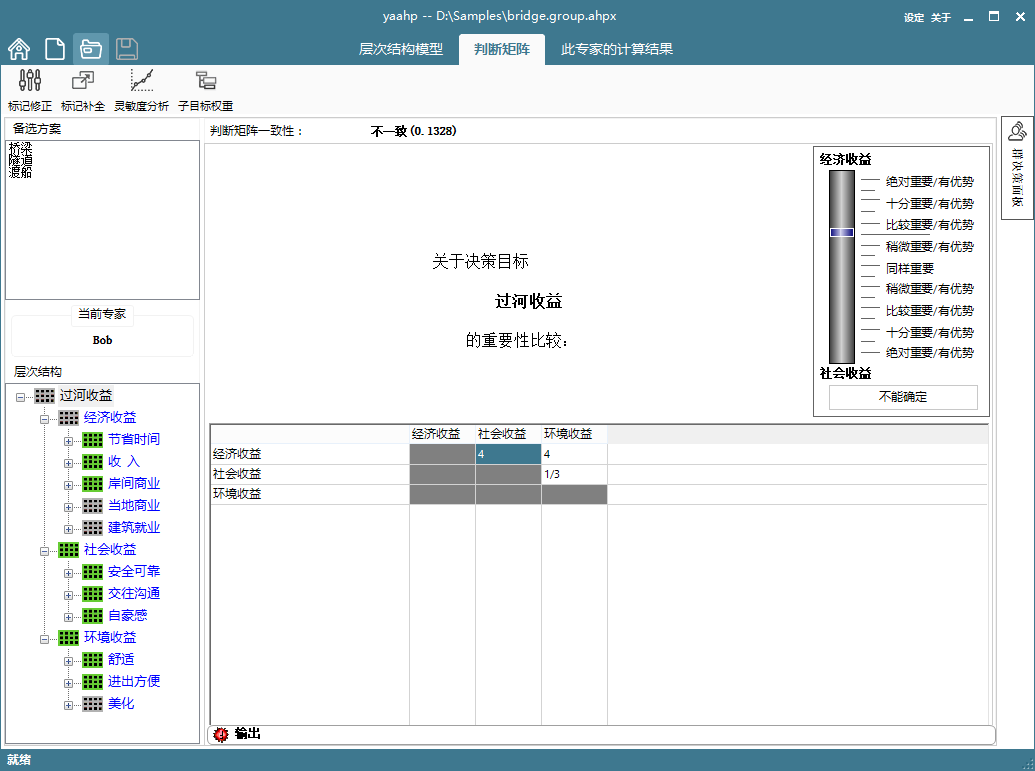 yaahp -- D:\Samples\bridge.group.ahpx
设定 关于
层次结构模型 判断矩阵 此专家的计算结果
标记修正 标记补全 灵敏度分析 子目标权重
备选方案
桥梁
隧道
渡船
当前专家
Bob
层次结构
过河收益
经济收益
节省时间
收 入
岸间商业
当地商业
建筑就业
社会收益
安全可靠
交往沟通
自豪感
环境收益
舒适
进出方便
美化
判断矩阵一致性： 不一致 (0.1328)
关于决策目标
过河收益
的重要性比较：
经济收益
绝对重要/有优势
十分重要/有优势
比较重要/有优势
稍微重要/有优势
同样重要
稍微重要/有优势
比较重要/有优势
十分重要/有优势
绝对重要/有优势
社会收益
不能确定
经济收益 社会收益 环境收益
经济收益 4 4
社会收益 1/3
环境收益
4 输出
群决策面板
就绪